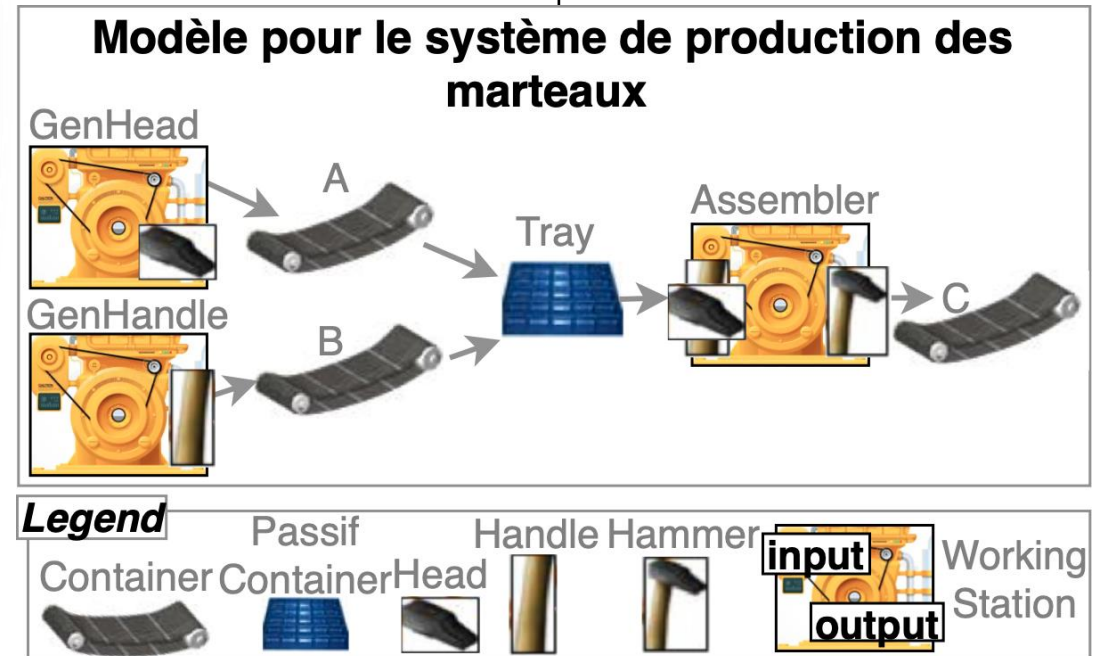 Modèle pour le système de production des
marteaux
GenHead
A
Assembler
Tray
GenHandle
B
C
Legend
Passif
Container
Container
Head
Handle
Hammer
input
output
Working
Station